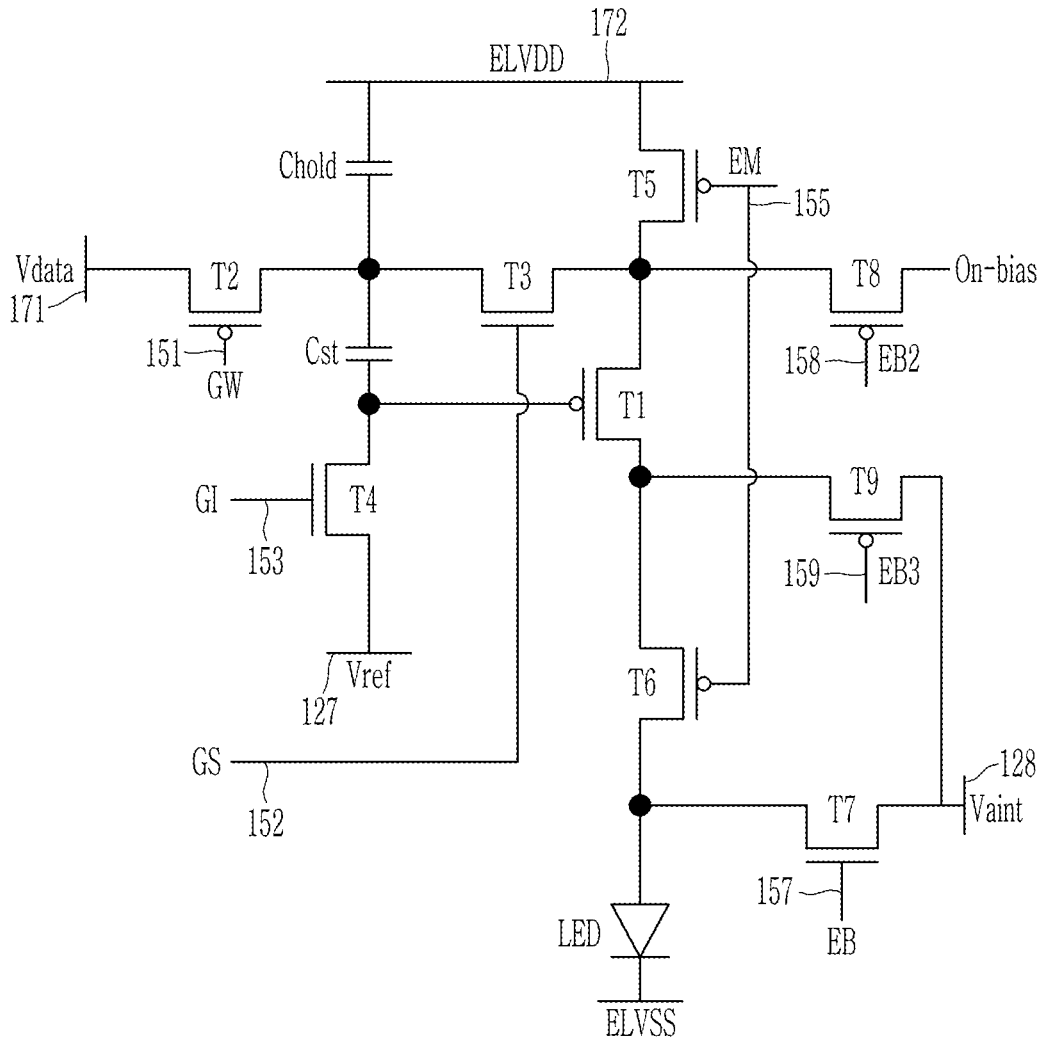 172
ELVDD
Chold
T5
EM
155
Vdata
171
T2
T3
T8
On-bias
151
GW
Cst
158
EB2
T1
GI
153
T4
T9
159
EB3
127
Vref
T6
GS
152
128
T7
Vaint
157
EB
LED
ELVSS